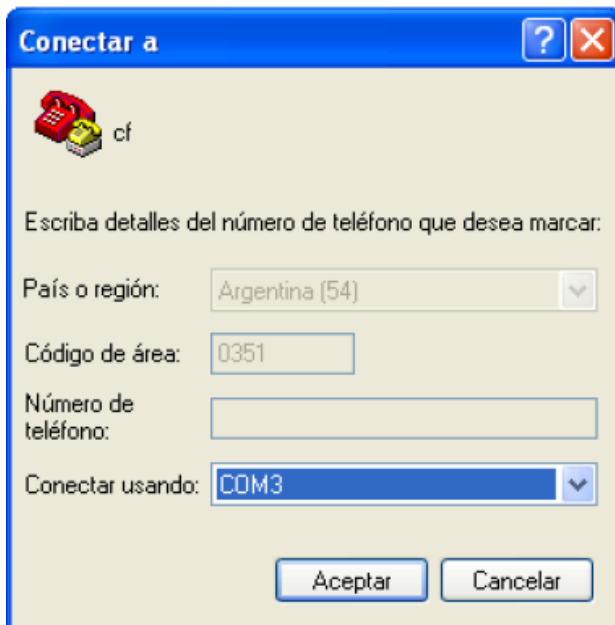 Conectar a
cf
Escriba detalles del número de teléfono que desea marcar:
País o región: Argentina (54)
Código de área: 0351
Número de
teléfono:
Conectar usando: COM3
Aceptar Cancelar